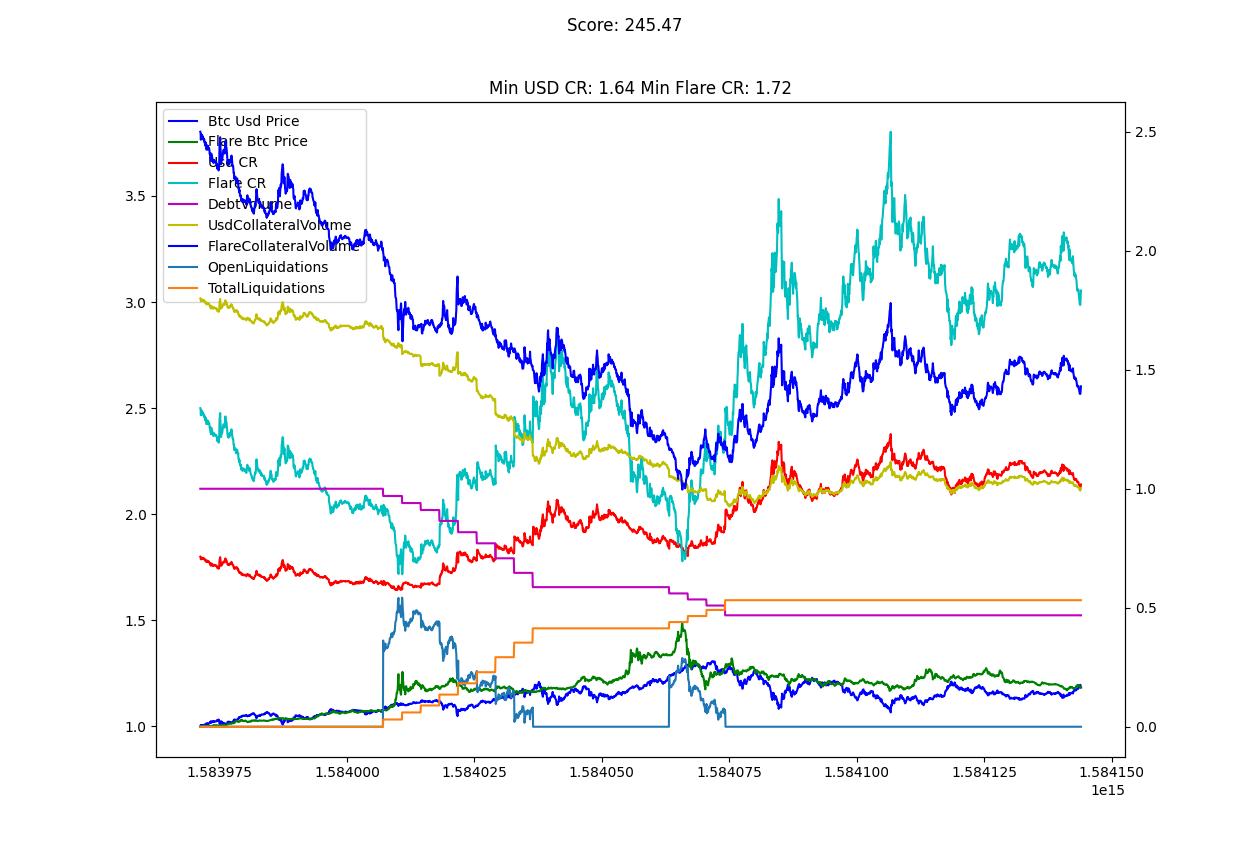 Score: 245.47
Min USD CR: 1.64 Min Flare CR: 1.72
Btc Usd Price
Flare Btc Price
Usd CR
Flare CR
DebtVolume
UsdCollateralVolume
FlareCollateralVolume
OpenLiquidations
TotalLiquidations
3.5
3.0
2.5
2.0
1.5
1.0
2.5
2.0
1.5
1.0
0.5
0.0
1.583975
1.584000
1.584025
1.584050
1.584075
1.584100
1.584125
1.584150
1e15